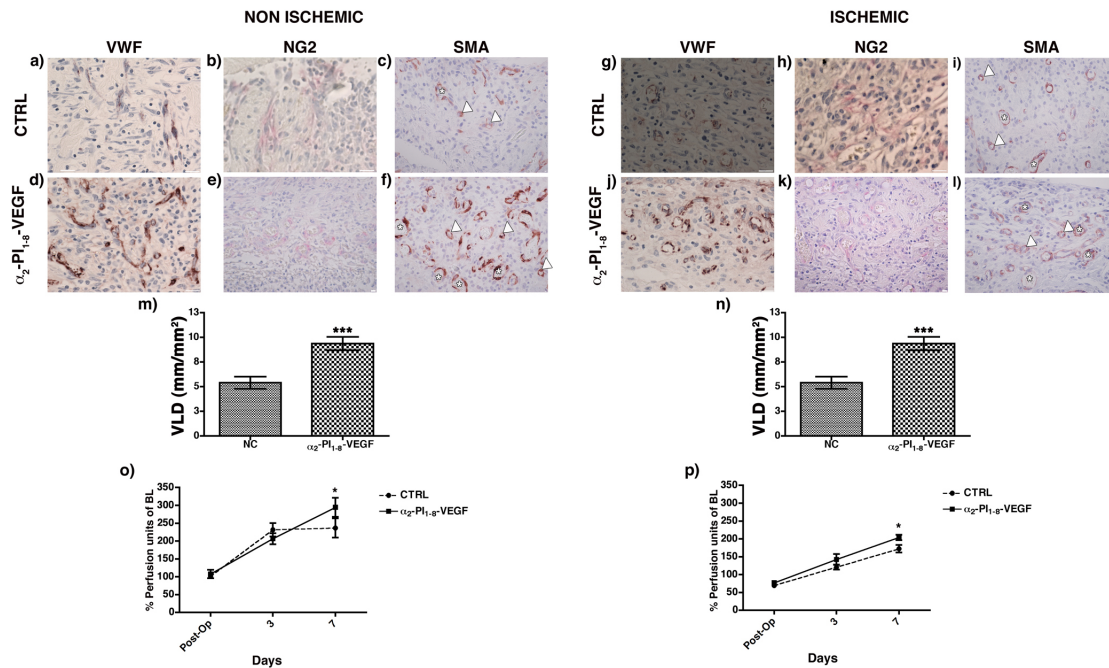 NON ISCHEMIC
ISCHEMIC
VWF NG2 SMA
VWF NG2 SMA
a) b) c)
g) h) i)
CTRL
CTRL
* *
d) e) f)
j) k) l)
α₂-PI₁₋₈-VEGF
α₂-PI₁₋₈-VEGF
* * * *
* * *
m)
VLD (mm/mm²)
13
10
8
5
3
0
***
NC α₂-PI₁₋₈-VEGF
n)
VLD (mm/mm²)
13
10
8
5
3
0
***
NC α₂-PI₁₋₈-VEGF
o)
% Perfusion units of BL
350
300
250
200
150
100
50
0
*
CTRL
α₂-PI₁₋₈-VEGF
Post-Op 3 7
Days
p)
% Perfusion units of BL
350
300
250
200
150
100
50
0
*
CTRL
α₂-PI₁₋₈-VEGF
Post-Op 3 7
Days